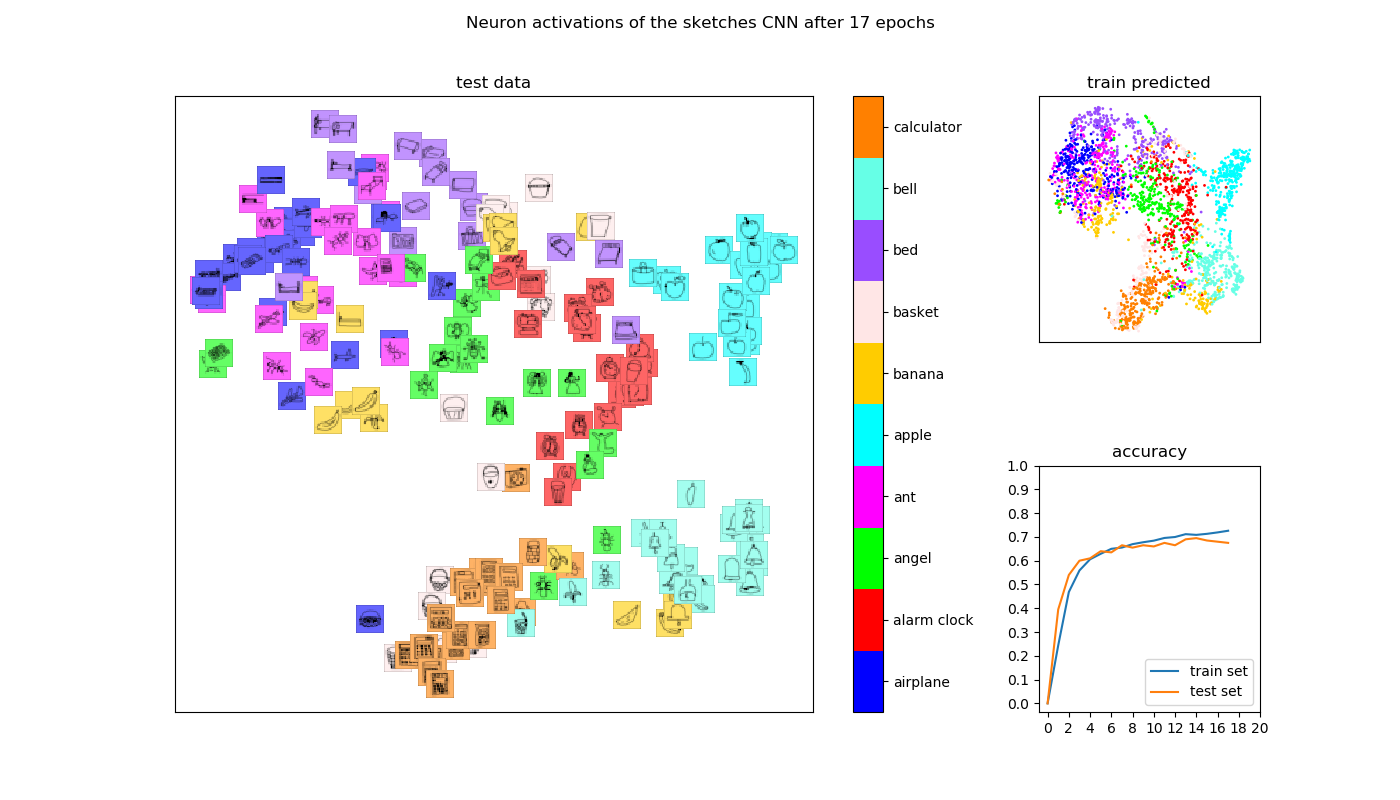 Neuron activations of the sketches CNN after 17 epochs
test data
calculator
bell
bed
basket
banana
apple
ant
angel
alarm clock
airplane
train predicted
accuracy
1.0
0.9
0.8
0.7
0.6
0.5
0.4
0.3
0.2
0.1
0.0
train set
test set
0 2 4 6 8 10 12 14 16 18 20